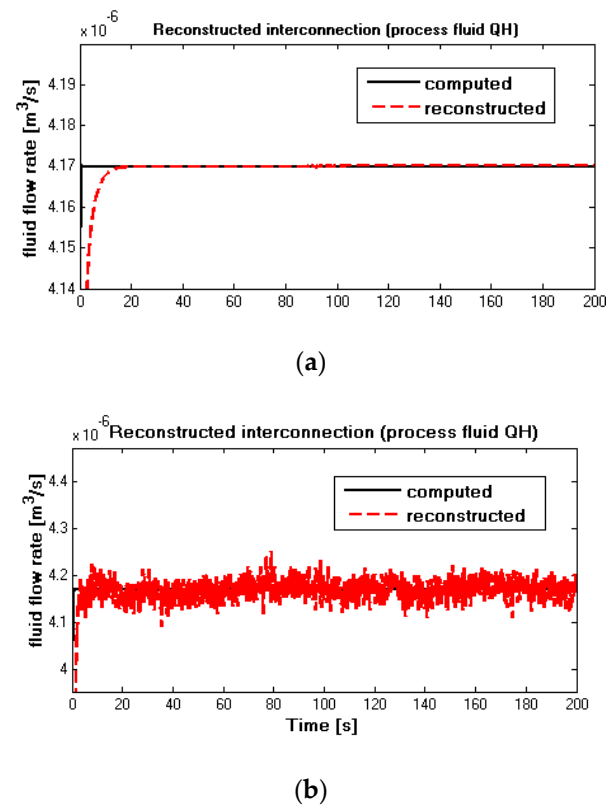 Reconstructed interconnection (process fluid QH)
x 10^-6
fluid flow rate [m^3/s]
4.19
4.18
4.17
4.16
4.15
4.14
computed
reconstructed
0 20 40 60 80 100 120 140 160 180 200
(a)
x 10^-6
Reconstructed interconnection (process fluid QH)
fluid flow rate [m^3/s]
4.4
4.3
4.2
4.1
4
computed
reconstructed
0 20 40 60 80 100 120 140 160 180 200
Time [s]
(b)